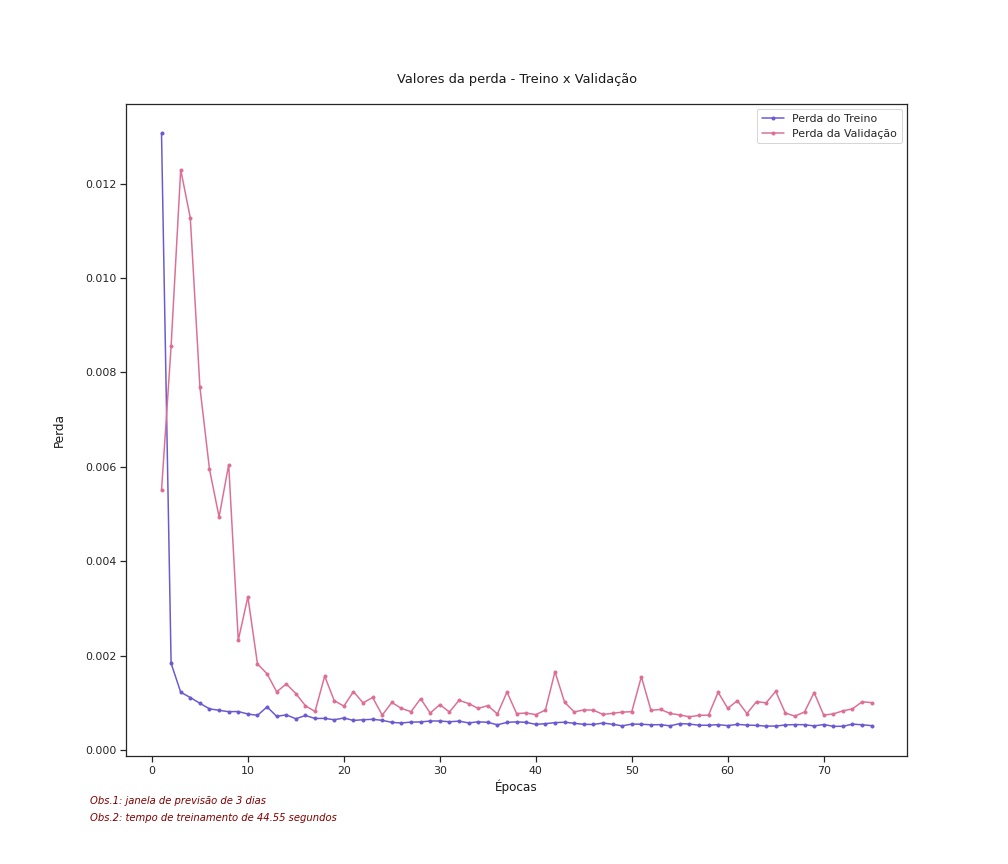 Valores da perda - Treino x Validação
Perda do Treino
Perda da Validação
0.012
0.010
0.008
0.006
0.004
0.002
0.000
Perda
0 10 20 30 40 50 60 70
Épocas
Obs.1: janela de previsão de 3 dias
Obs.2: tempo de treinamento de 44.55 segundos